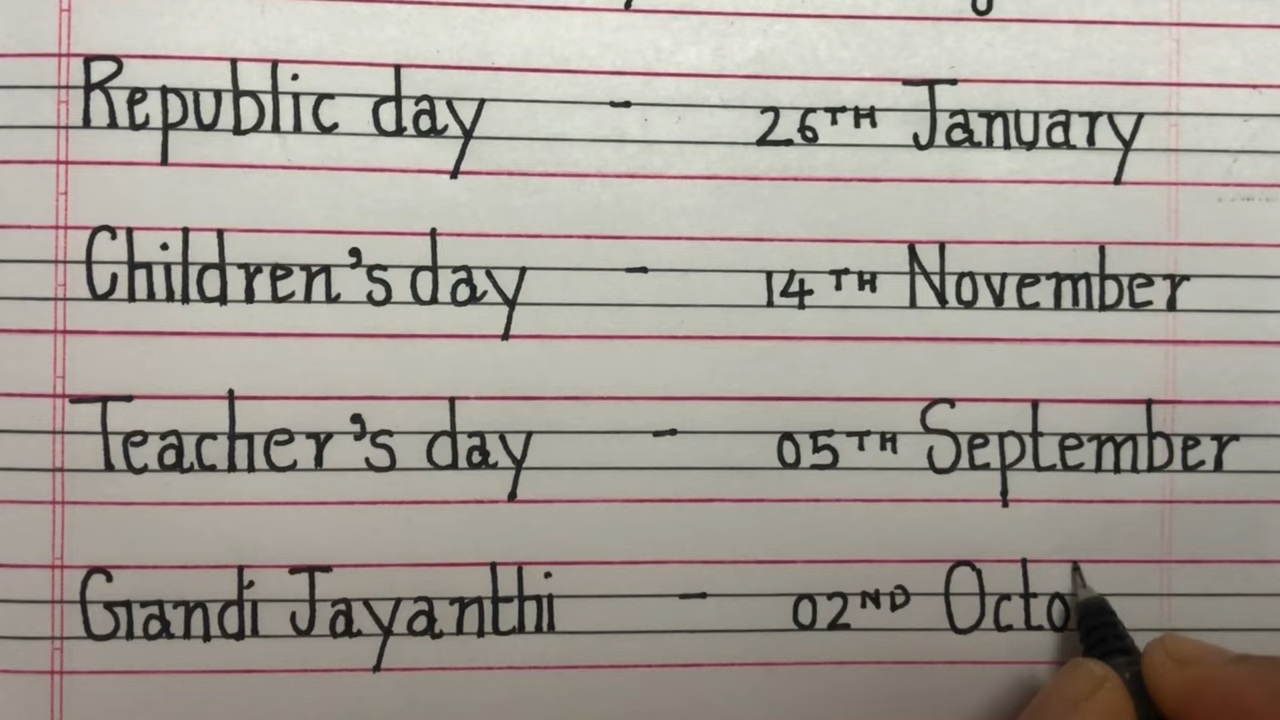 Republic day - 26TH January
Children's day - 14TH November
Teacher's day - 05TH September
Gandi Jayanthi - 02ND Octo